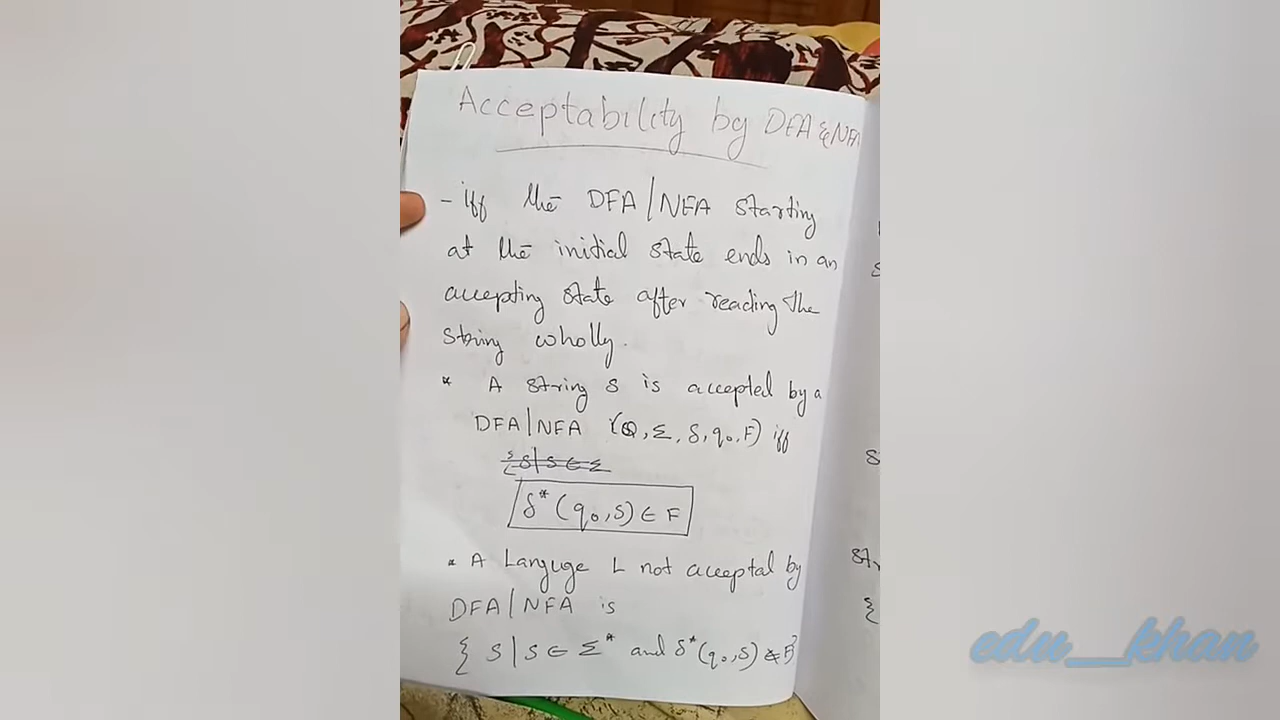 Acceptability by DFA & NFA
- iff the DFA/NFA starting
at the initial state ends in an
accepting state after reading the
string wholly.
* A string s is accepted by a
DFA/NFA (Q, Σ, δ, q₀, F) iff
{s|s ∈ Σ
δ*(q₀,s) ∈ F
* A Languge L not acceptal by
DFA/NFA is
{ s|s ∈ Σ* and δ*(q₀,s) ∉ F}
edu__khan